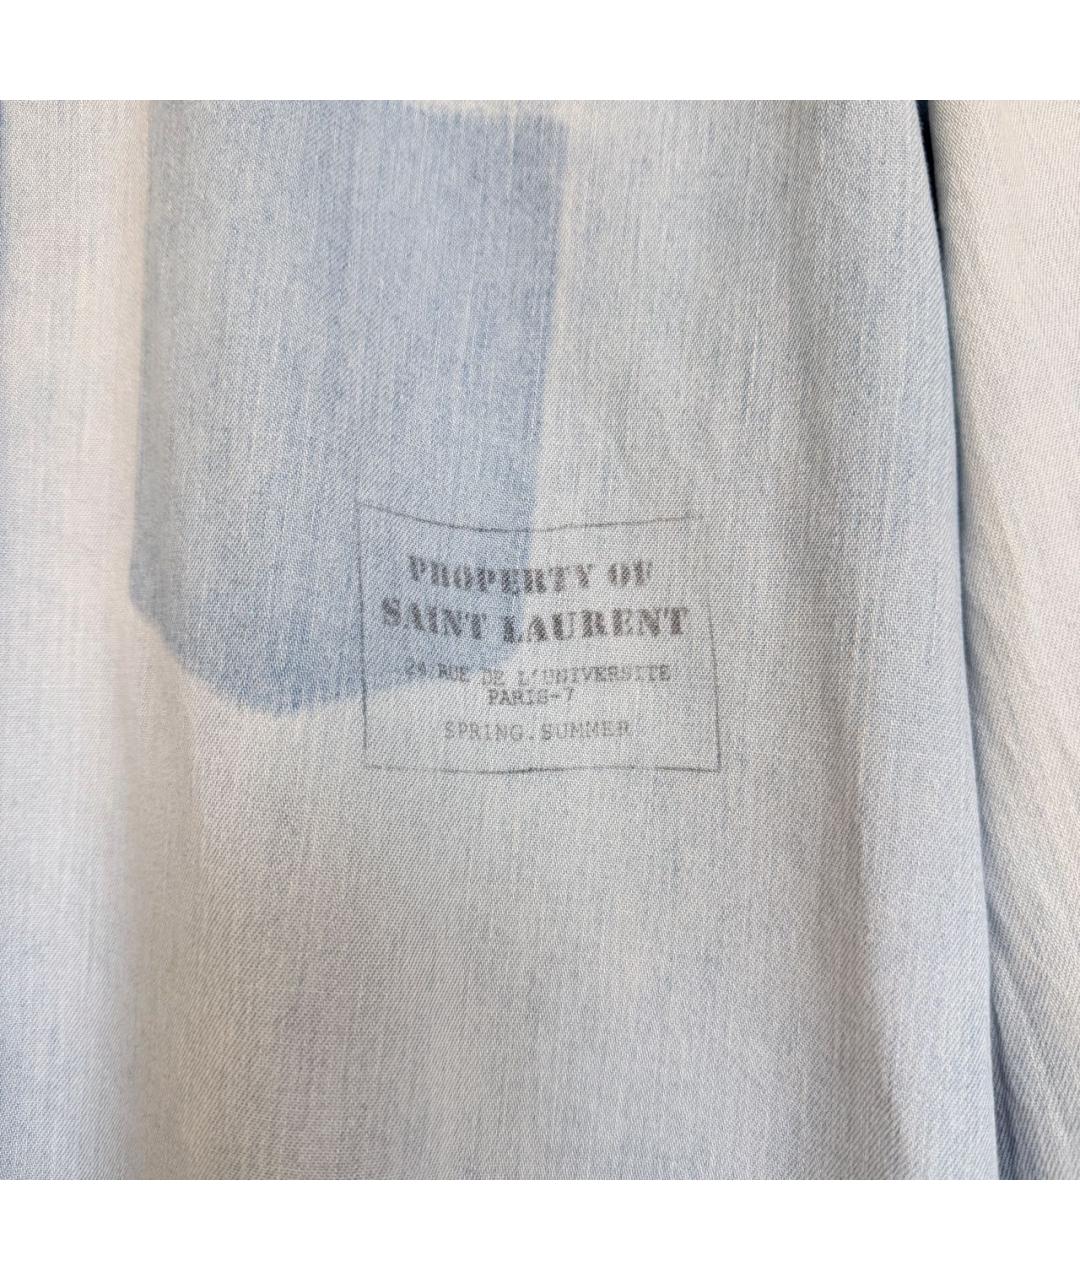 PROPERTY OF
SAINT LAURENT
24 RUE DE L'UNIVERSITE
PARIS-7
SPRING.SUMMER